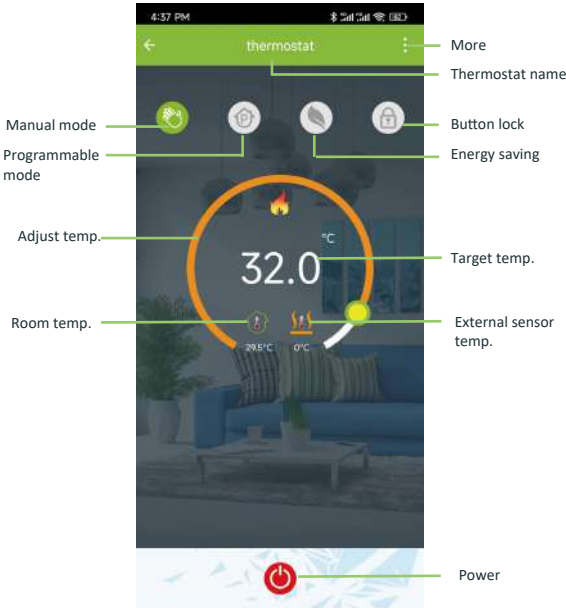 4:37 PM
thermostat
More
Thermostat name
Manual mode
P
Button lock
Programmable
mode
Energy saving
Adjust temp.
°C
32.0
Target temp.
Room temp.
External sensor
temp.
29.5°C
0°C
Power